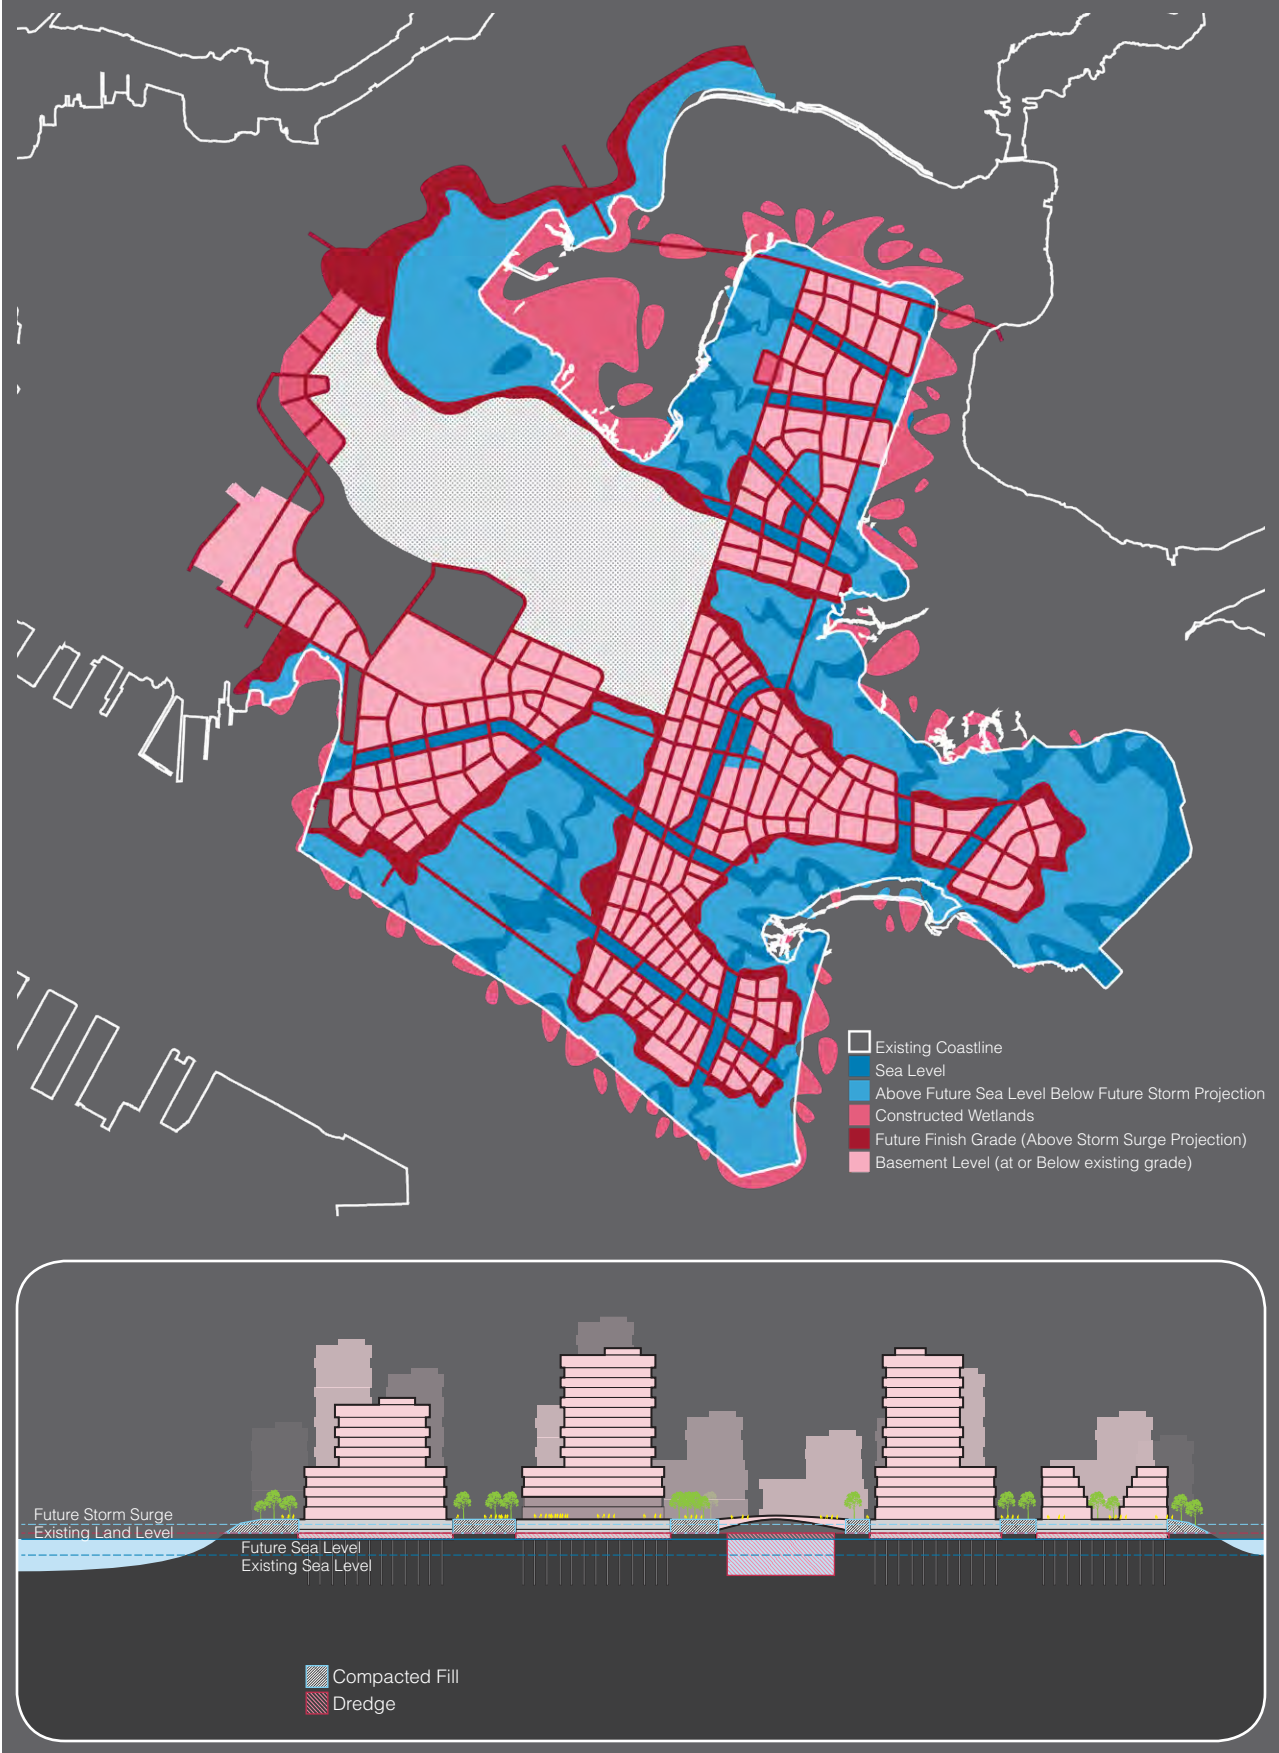 Existing Coastline
Sea Level
Above Future Sea Level Below Future Storm Projection
Constructed Wetlands
Future Finish Grade (Above Storm Surge Projection)
Basement Level (at or Below existing grade)
Future Storm Surge
Existing Land Level
Future Sea Level
Existing Sea Level
Compacted Fill
Dredge